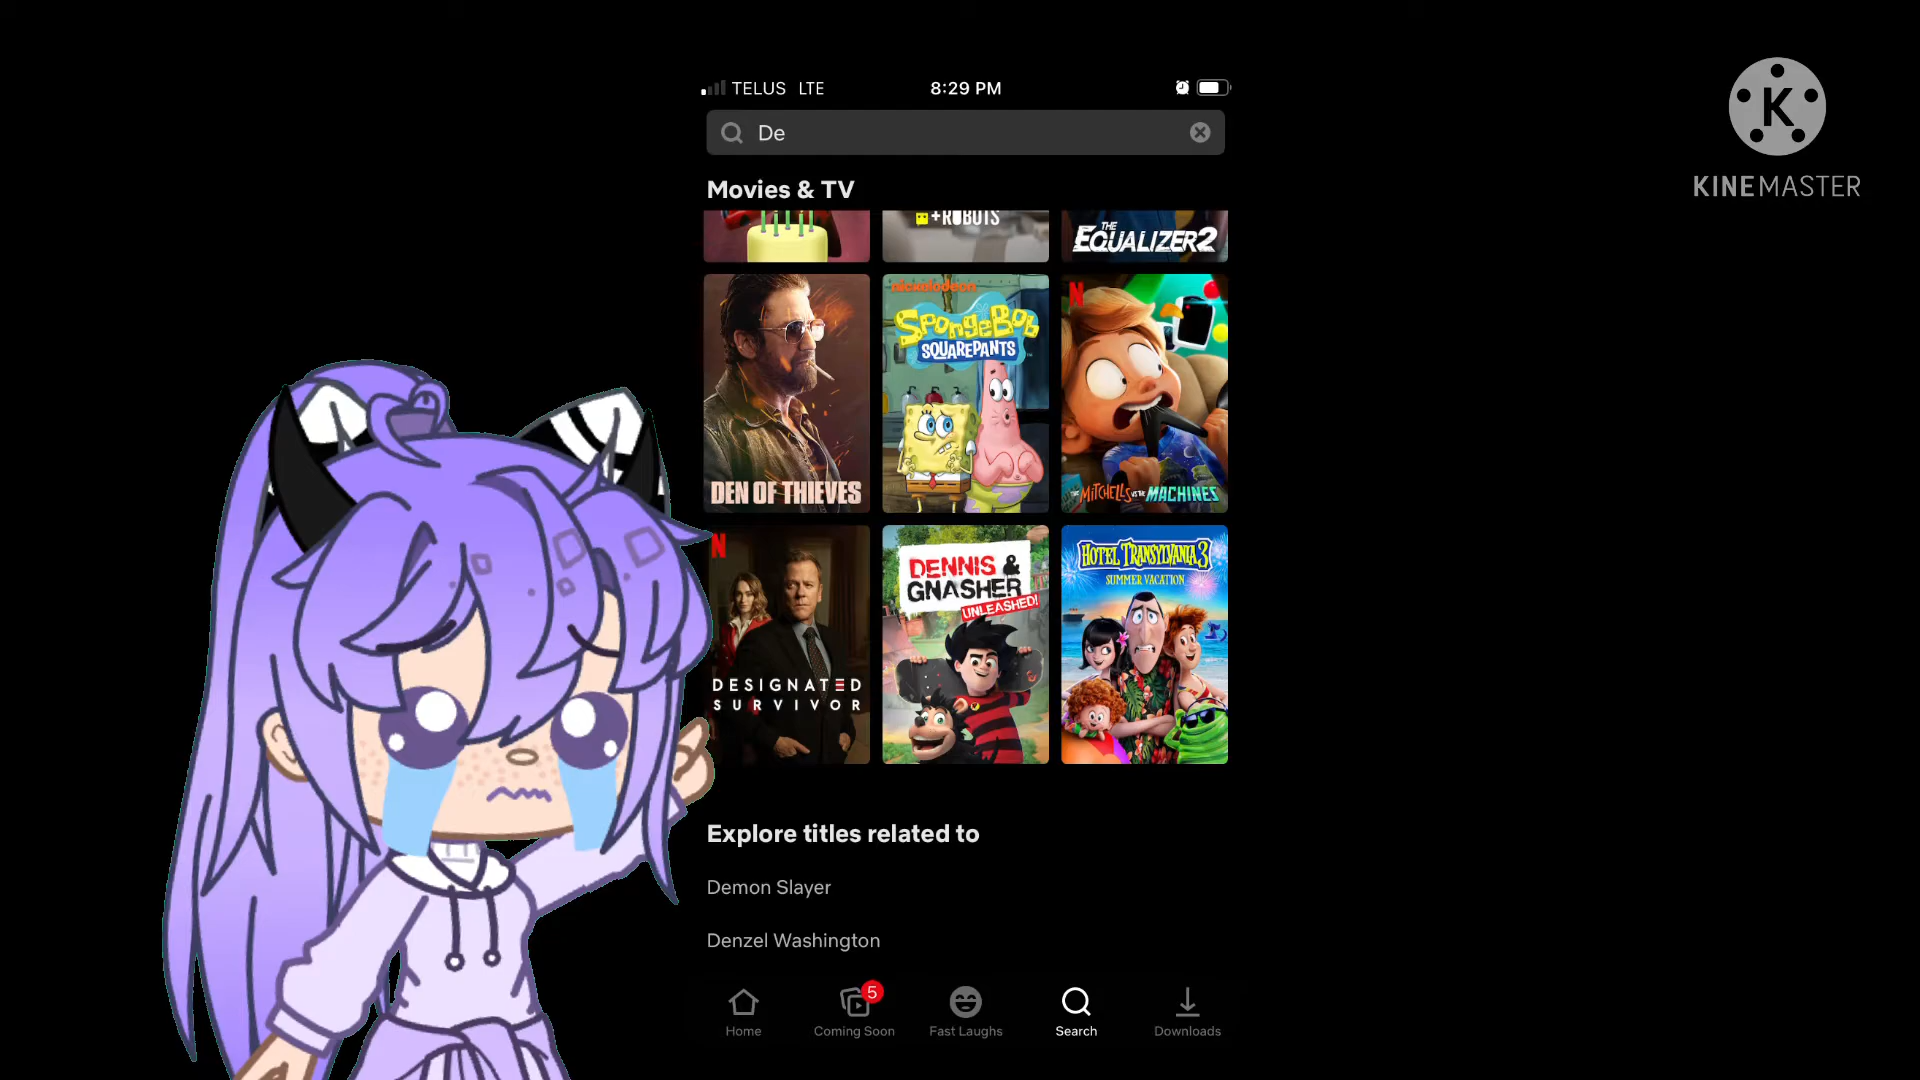 TELUS LTE 8:29 PM
De
K
KINEMASTER
Movies & TV
+ROBOTS
THE
EQUALIZER 2
DEN OF THIEVES
nickelodeon
SPONGEBOB
SQUAREPANTS
N
THE MITCHELLS VS THE MACHINES
N
DESIGNATED
SURVIVOR
DENNIS &
GNASHER
UNLEASHED!
HOTEL TRANSYLVANIA 3
SUMMER VACATION
Explore titles related to
Demon Slayer
Denzel Washington
5
Home Coming Soon Fast Laughs Search Downloads